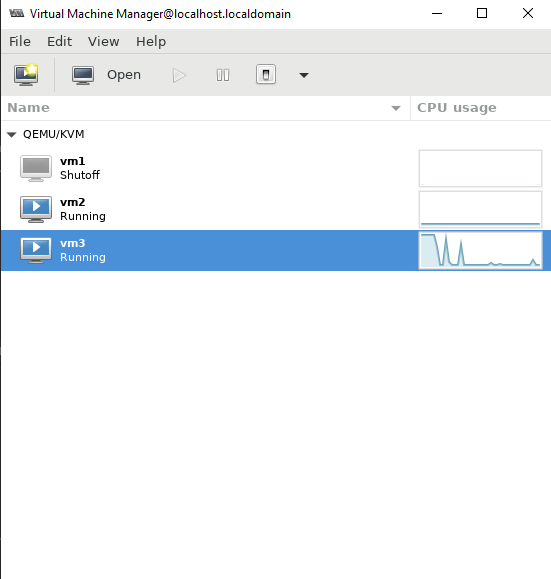 Virtual Machine Manager@localhost.localdomain
File Edit View Help
Open
Name CPU usage
QEMU/KVM
vm1
Shutoff
vm2
Running
vm3
Running